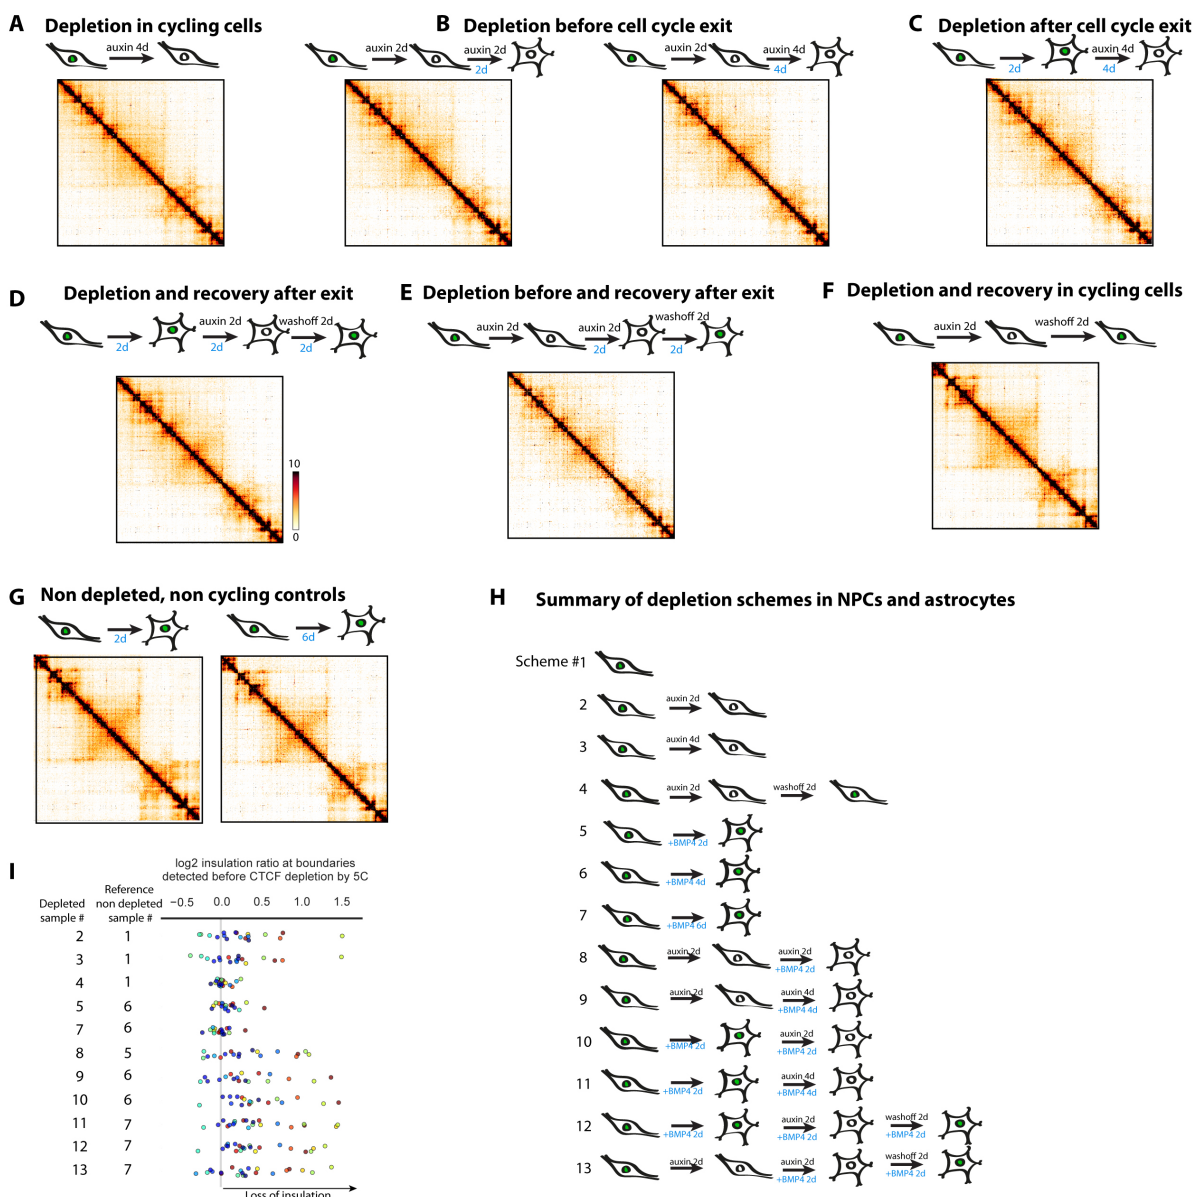 A Depletion in cycling cells
auxin 4d
B Depletion before cell cycle exit
auxin 2d
auxin 2d
2d
auxin 2d
auxin 4d
4d
C Depletion after cell cycle exit
2d
auxin 4d
4d
D Depletion and recovery after exit
2d
auxin 2d
2d
washoff 2d
2d
10
0
E Depletion before and recovery after exit
auxin 2d
auxin 2d
2d
washoff 2d
2d
F Depletion and recovery in cycling cells
auxin 2d
washoff 2d
G Non depleted, non cycling controls
2d
6d
H Summary of depletion schemes in NPCs and astrocytes
Scheme #1
2 auxin 2d
3 auxin 4d
4 auxin 2d washoff 2d
5 +BMP4 2d
6 +BMP4 4d
7 +BMP4 6d
8 auxin 2d auxin 2d
+BMP4 2d
9 auxin 2d auxin 4d
+BMP4 4d
10 +BMP4 2d auxin 2d
+BMP4 2d
11 +BMP4 2d auxin 4d
+BMP4 4d
12 +BMP4 2d auxin 2d
+BMP4 2d
washoff 2d
+BMP4 2d
13 auxin 2d auxin 2d
+BMP4 2d
washoff 2d
+BMP4 2d
I
log2 insulation ratio at boundaries
detected before CTCF depletion by 5C
Depleted
sample #
Reference
non depleted
sample #
−0.5 0.0 0.5 1.0 1.5
2 1
3 1
4 1
5 6
7 6
8 5
9 6
10 6
11 7
12 7
13 7
Loss of insulation